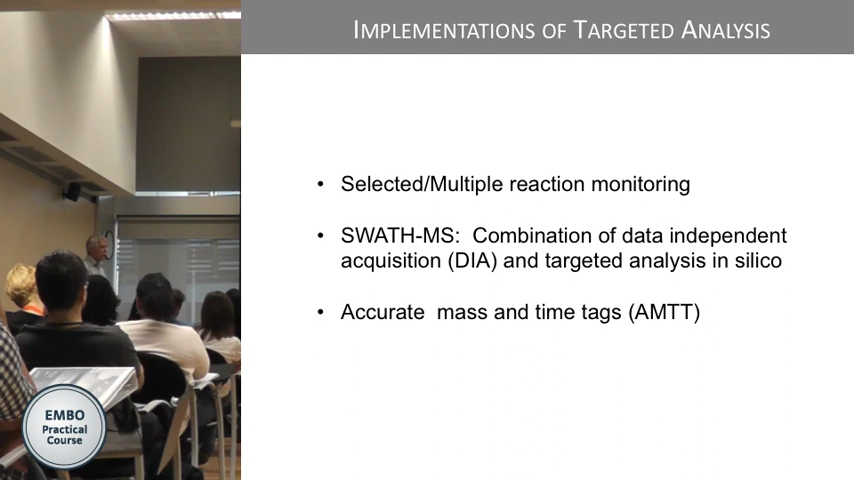 IMPLEMENTATIONS OF TARGETED ANALYSIS
• Selected/Multiple reaction monitoring
• SWATH-MS:  Combination of data independent
acquisition (DIA) and targeted analysis in silico
• Accurate  mass and time tags (AMTT)
EMBO
Practical
Course